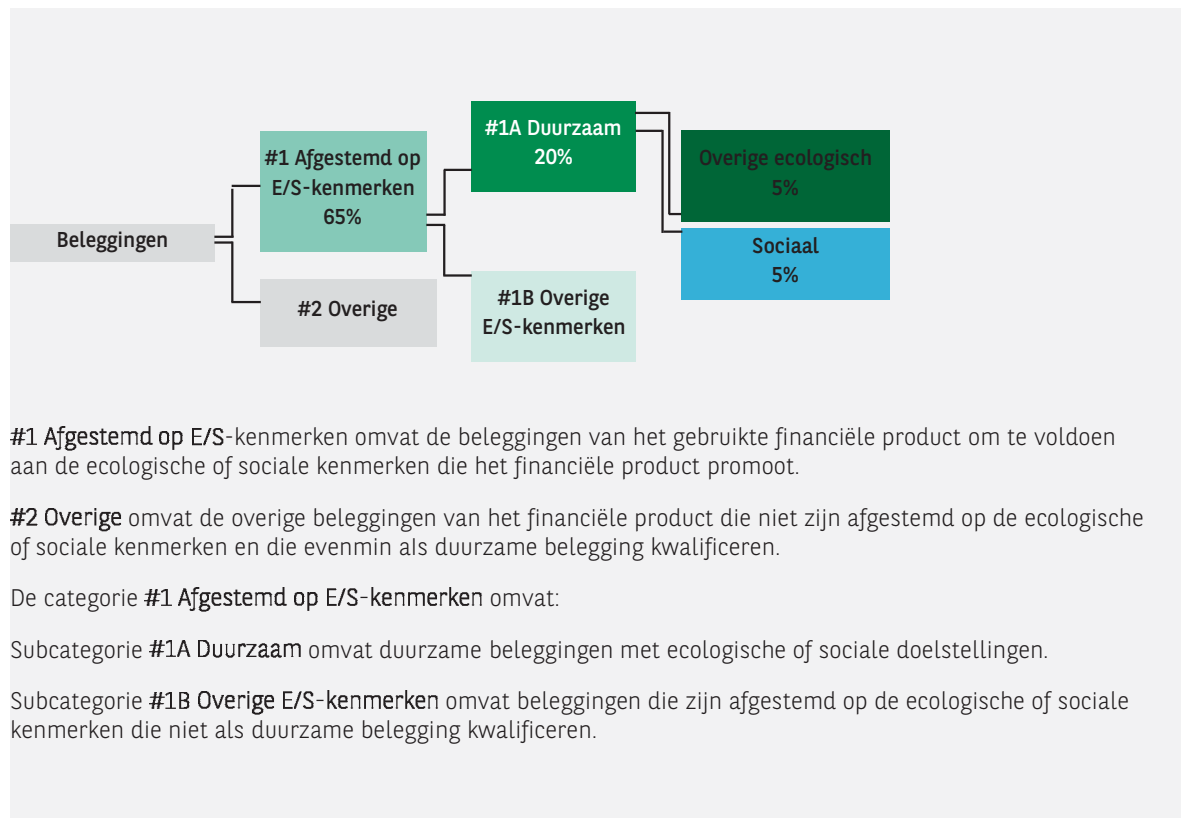 #1A Duurzaam
20%
#1 Afgestemd op
E/S-kenmerken
65%
Overige ecologisch
5%
Beleggingen
Sociaal
5%
#2 Overige
#1B Overige
E/S-kenmerken
#1 Afgestemd op E/S-kenmerken omvat de beleggingen van het gebruikte financiële product om te voldoen
aan de ecologische of sociale kenmerken die het financiële product promoot.
#2 Overige omvat de overige beleggingen van het financiële product die niet zijn afgestemd op de ecologische
of sociale kenmerken en die evenmin als duurzame belegging kwalificeren.
De categorie #1 Afgestemd op E/S-kenmerken omvat:
Subcategorie #1A Duurzaam omvat duurzame beleggingen met ecologische of sociale doelstellingen.
Subcategorie #1B Overige E/S-kenmerken omvat beleggingen die zijn afgestemd op de ecologische of sociale
kenmerken die niet als duurzame belegging kwalificeren.